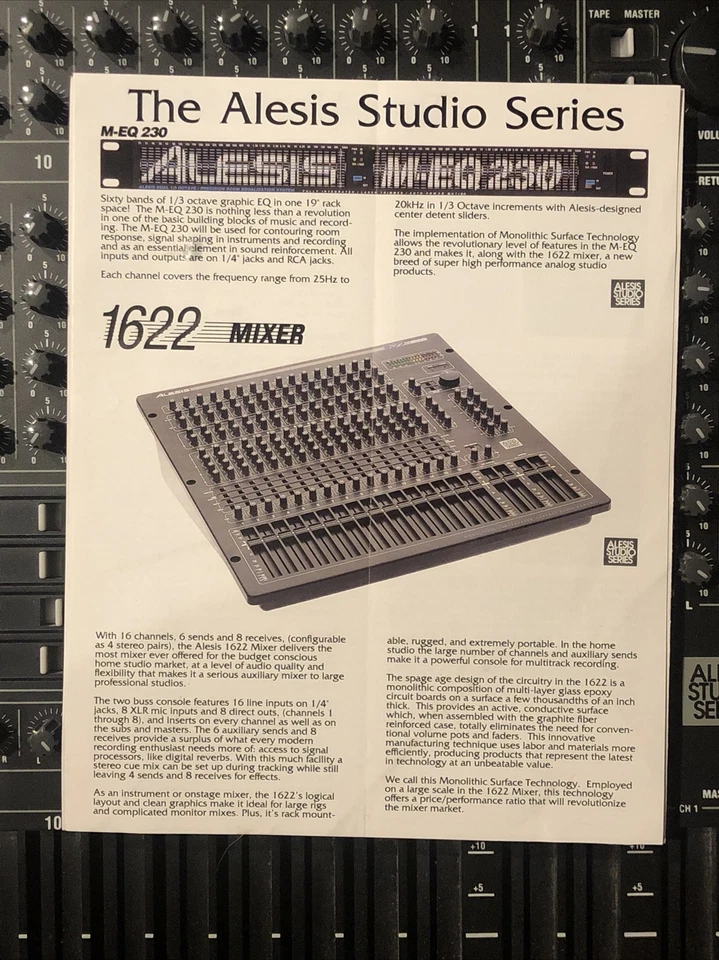 TAPE MASTER
The Alesis Studio Series
M-EQ 230
ALESIS M-EQ 230
Sixty bands of 1/3 octave graphic EQ in one 19" rack
space! The M-EQ 230 is nothing less than a revolution
in one of the basic building blocks of music and record-
ing. The M-EQ 230 will be used for contouring room
response, signal shaping in instruments and recording
and as an essential element in sound reinforcement. All
inputs and outputs are on 1/4" jacks and RCA jacks.
Each channel covers the frequency range from 25Hz to
20kHz in 1/3 Octave increments with Alesis-designed
center detent sliders.
The implementation of Monolithic Surface Technology
allows the revolutionary level of features in the M-EQ
230 and makes it, along with the 1622 mixer, a new
breed of super high performance analog studio
products.
ALESIS
STUDIO
SERIES
1622 MIXER
ALESIS
ALESIS
STUDIO
SERIES
With 16 channels, 6 sends and 8 receives, (configurable
as 4 stereo pairs), the Alesis 1622 Mixer delivers the
most mixer ever offered for the budget conscious
home studio market, at a level of audio quality and
flexibility that makes it a serious auxiliary mixer to large
professional studios.
The two buss console features 16 line inputs on 1/4"
jacks, 8 XLR mic inputs and 8 direct outs, (channels 1
through 8), and inserts on every channel as well as on
the subs and masters. The 6 auxiliary sends and 8
receives provide a surplus of what every modern
recording enthusiast needs more of: access to signal
processors, like digital reverbs. With this much facility a
stereo cue mix can be set up during tracking while still
leaving 4 sends and 8 receives for effects.
As an instrument or onstage mixer, the 1622's logical
layout and clean graphics make it ideal for large rigs
and complicated monitor mixes. Plus, it's rack mount-
able, rugged, and extremely portable. In the home
studio the large number of channels and auxiliary sends
make it a powerful console for multitrack recording.
The spage age design of the circuitry in the 1622 is a
monolithic composition of multi-layer glass epoxy
circuit boards on a surface a few thousandths of an inch
thick. This provides an active, conductive surface
which, when assembled with the graphite fiber
reinforced case, totally eliminates the need for conven-
tional volume pots and faders. This innovative
manufacturing technique uses labor and materials more
efficiently, producing products that represent the latest
in technology at an unbeatable value.
We call this Monolithic Surface Technology. Employed
on a large scale in the 1622 Mixer, this technology
offers a price/performance ratio that will revolutionize
the mixer market.
10
10
CH 1
+10
+5
+5